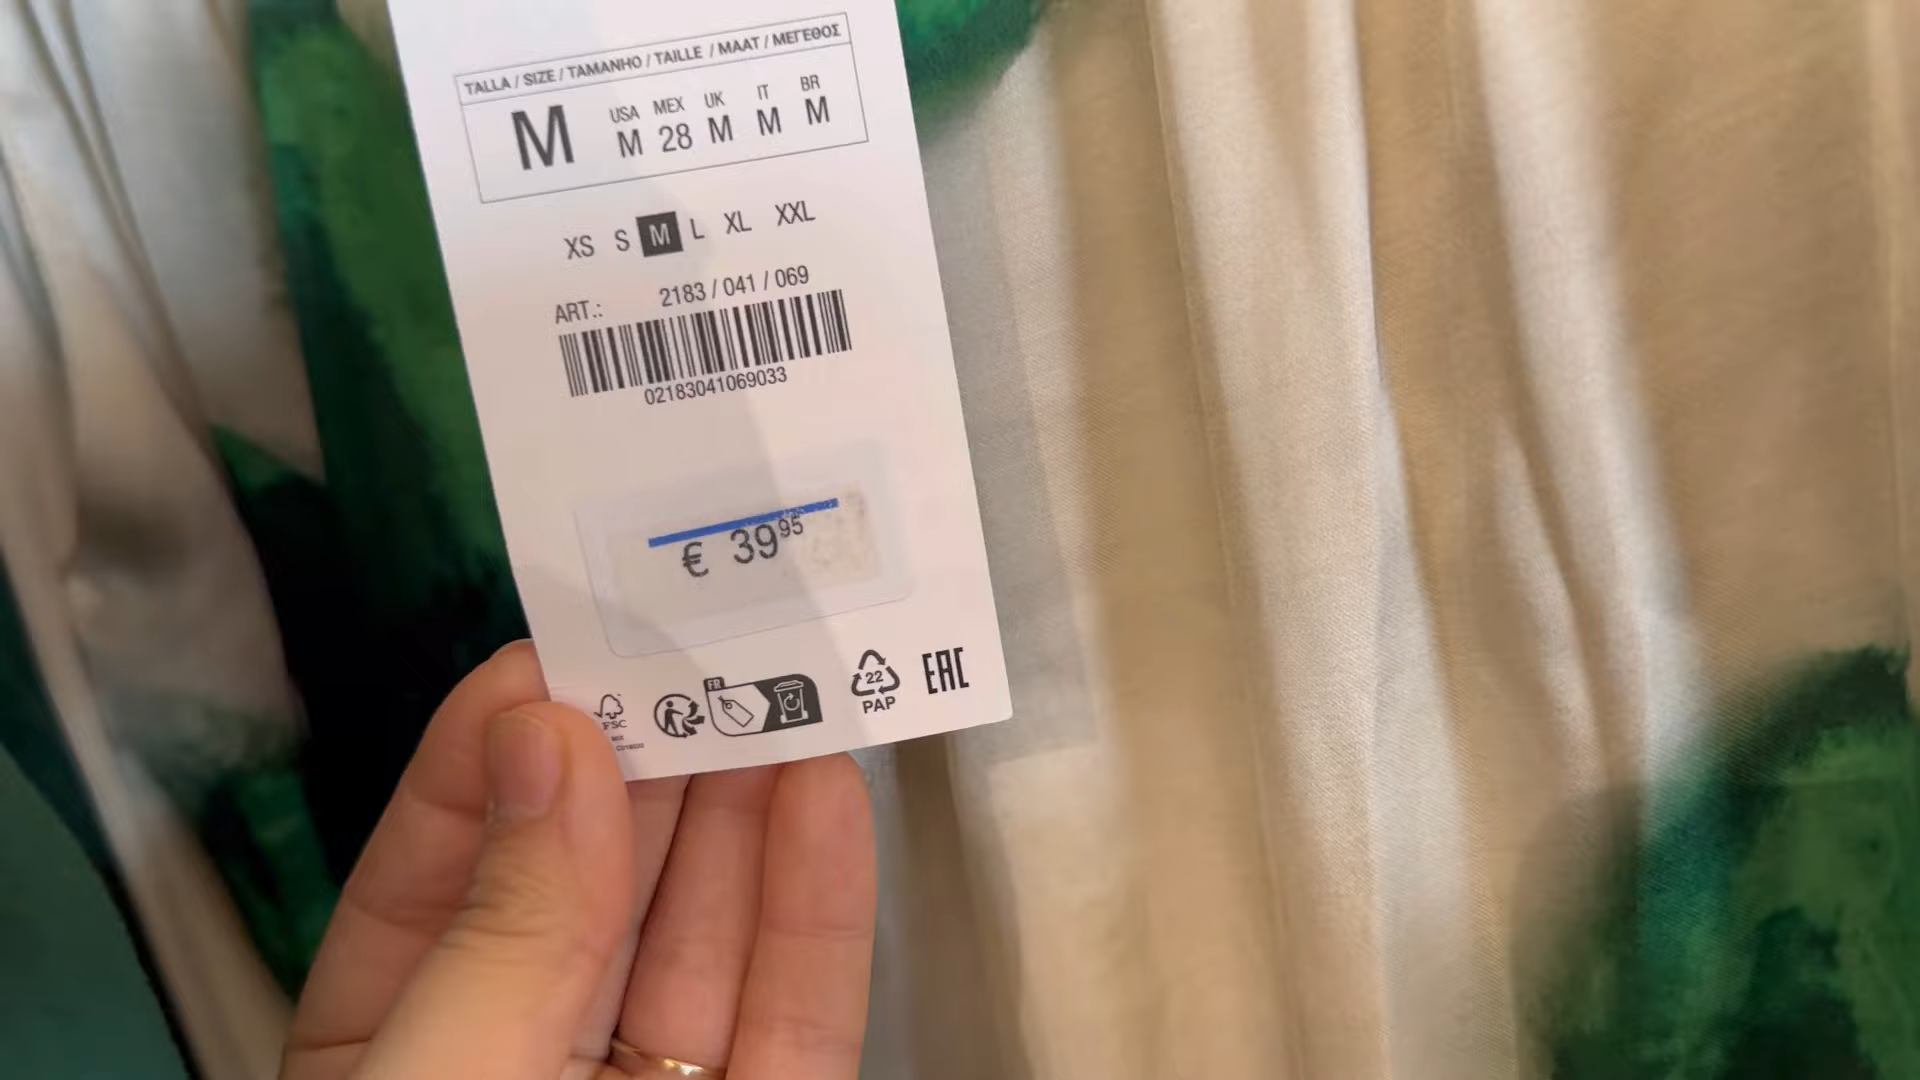 TALLA / SIZE / TAMANHO / TAILLE / MAAT / ΜΕΓΕΘΟΣ
M
USA MEX UK IT BR
M 28 M M M
XS S M L XL XXL
ART.: 2183 / 041 / 069
02183041069033
€ 39 95
FR
FSC
MIX
22
PAP
EAC